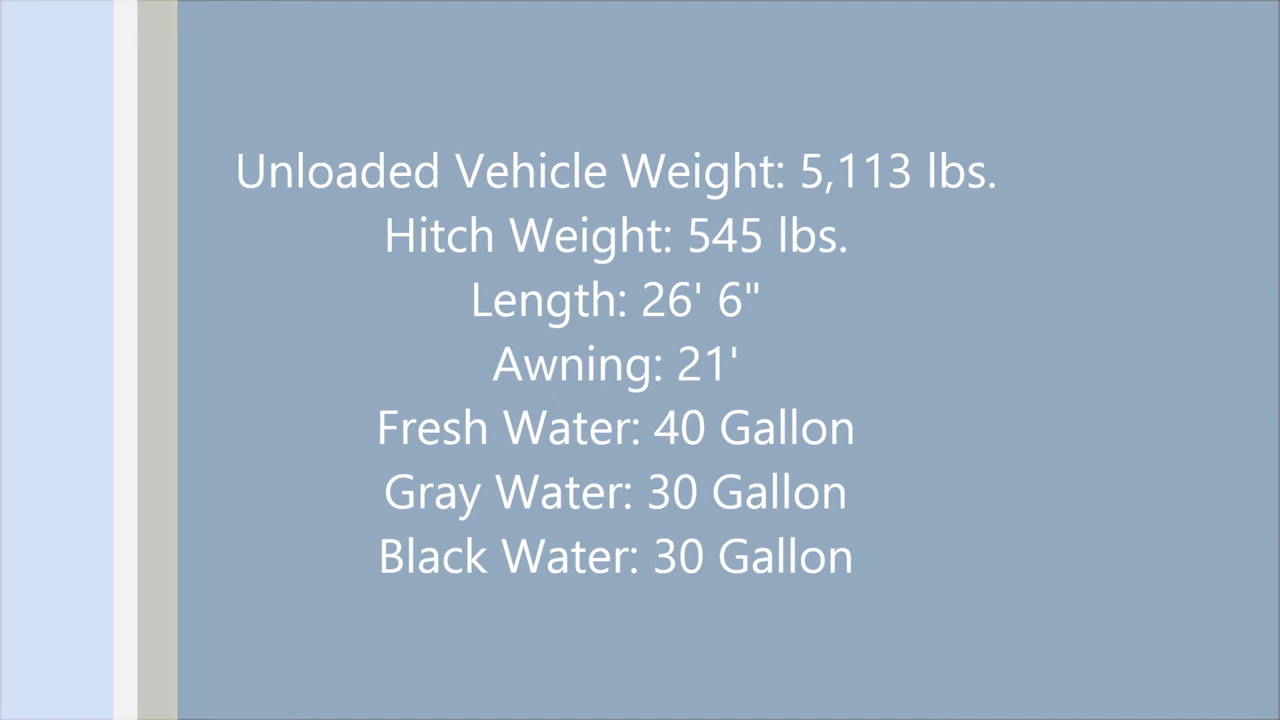 Unloaded Vehicle Weight: 5,113 lbs.
Hitch Weight: 545 lbs.
Length: 26' 6"
Awning: 21'
Fresh Water: 40 Gallon
Gray Water: 30 Gallon
Black Water: 30 Gallon